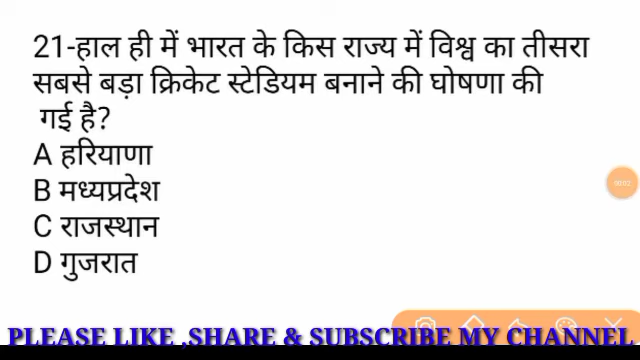 21-हाल ही में भारत के किस राज्य में विश्व का तीसरा
सबसे बड़ा क्रिकेट स्टेडियम बनाने की घोषणा की
गई है?
A हरियाणा
B मध्यप्रदेश
C राजस्थान
D गुजरात
PLEASE LIKE ,SHARE & SUBSCRIBE MY CHANNEL